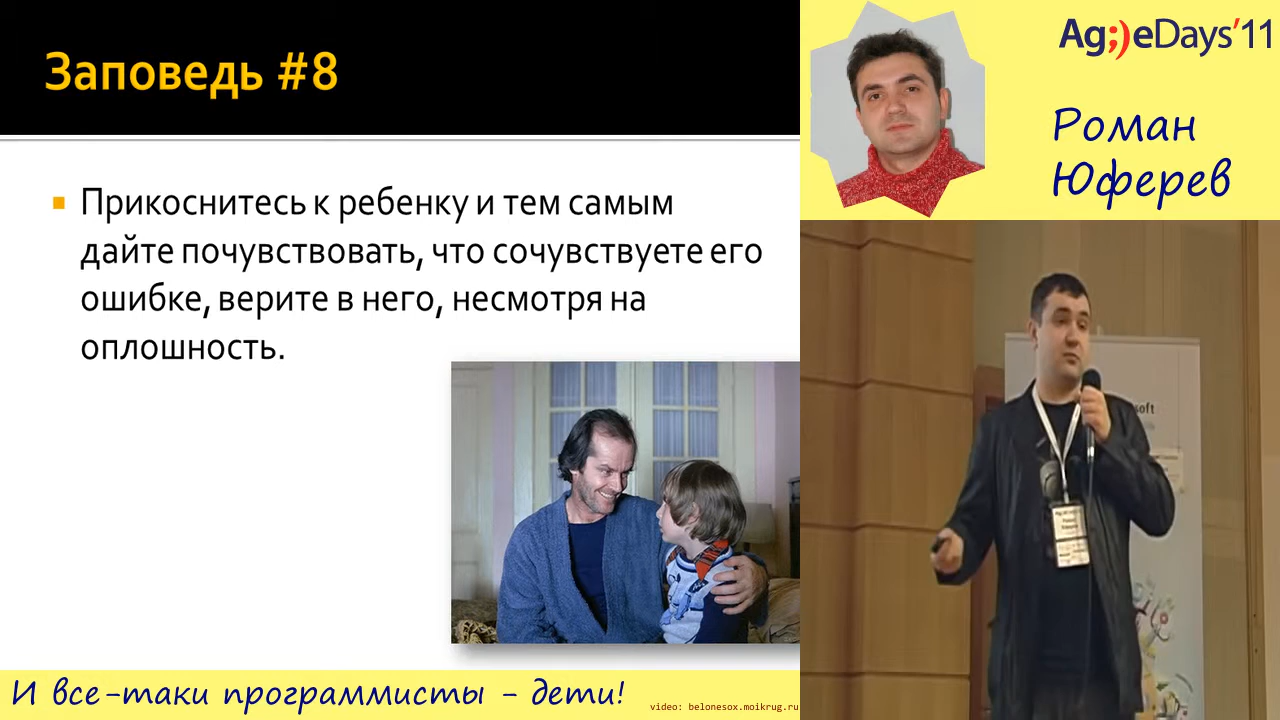 Заповедь #8
Прикоснитесь к ребенку и тем самым
дайте почувствовать, что сочувствуете его
ошибке, верите в него, несмотря на
оплошность.
Ag;)eDays'11
Роман
Юферев
soft
И все-таки программисты - дети!
video: belonesox.moikrug.ru